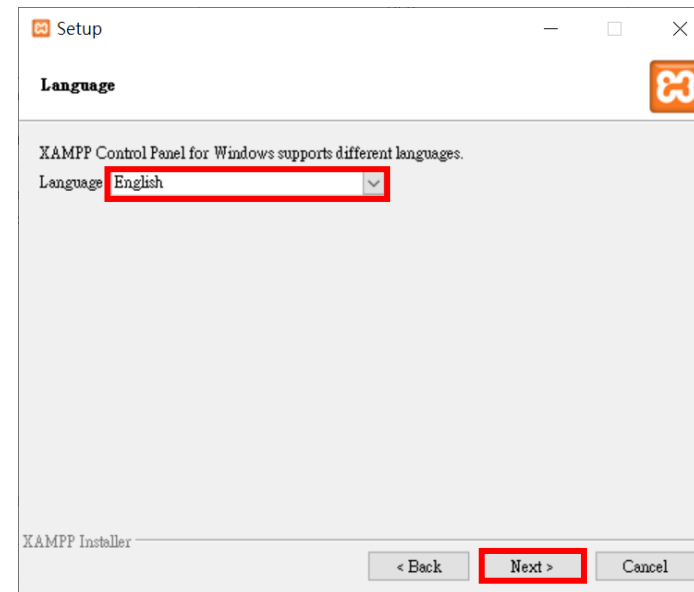 Setup
Language
XAMPP Control Panel for Windows supports different languages.
Language English
XAMPP Installer
< Back Next > Cancel